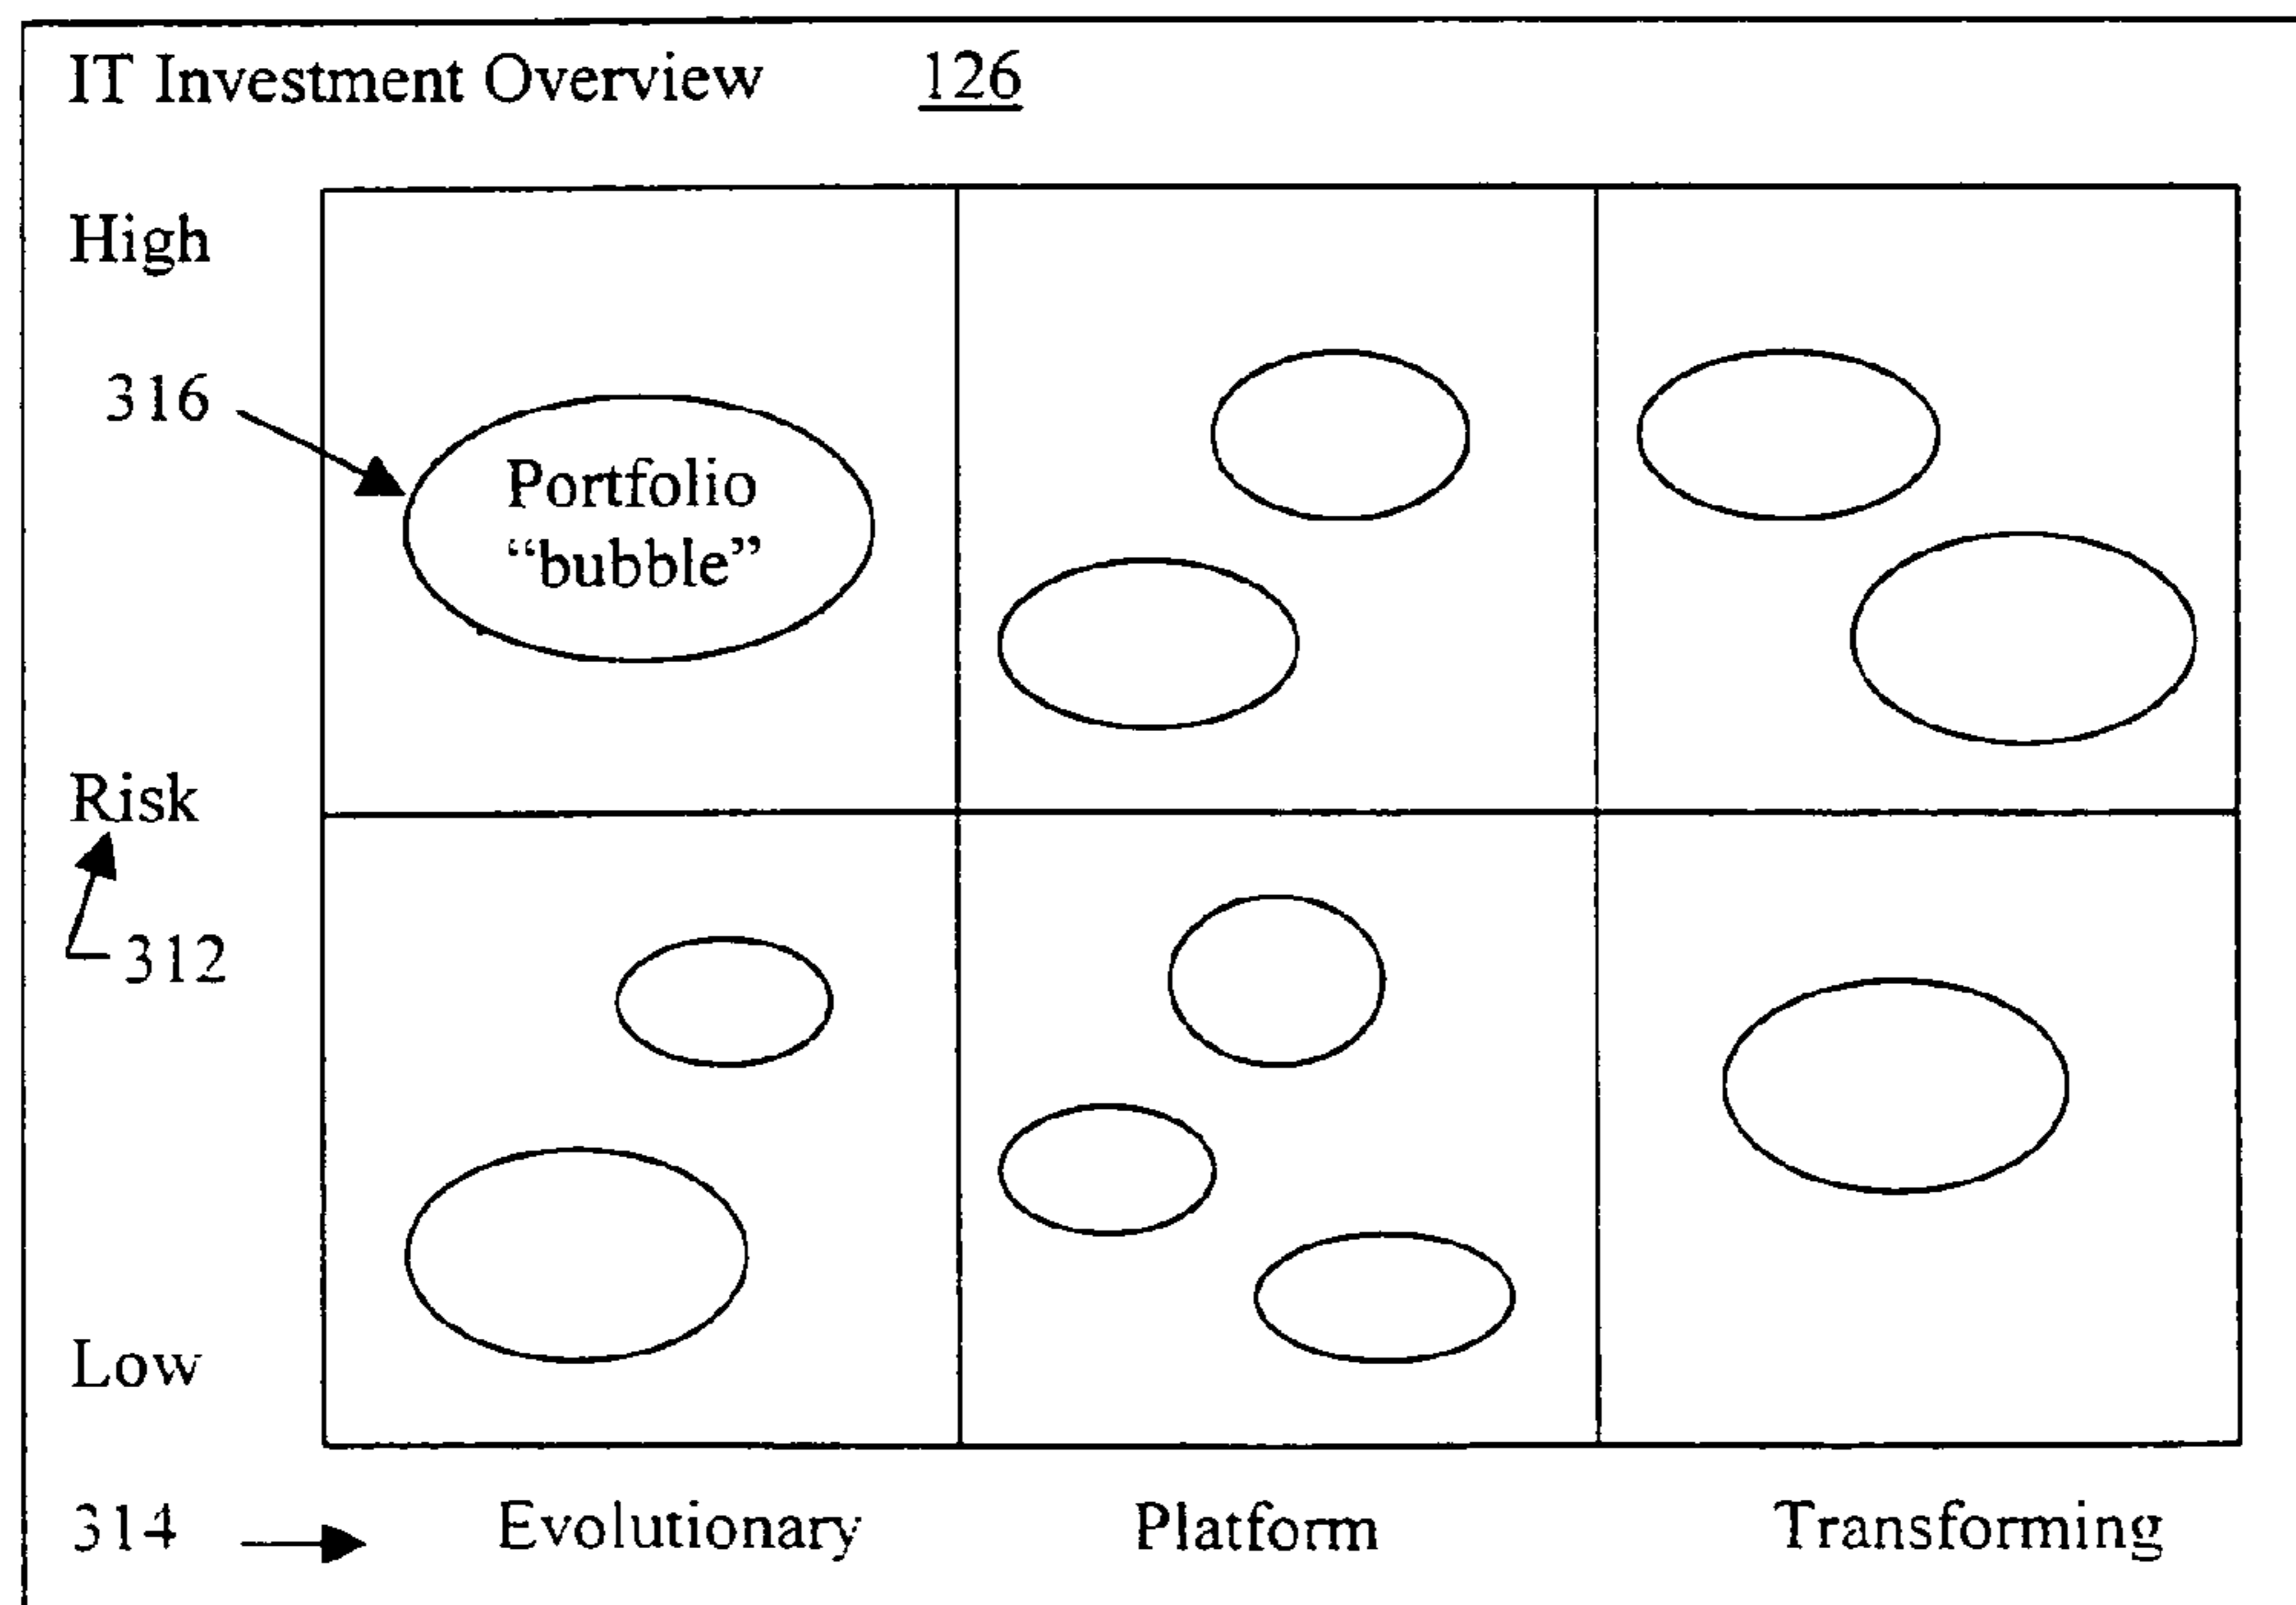 IT Investment Overview 126
High
316
Portfolio
“bubble”
Risk
312
Low
314 Evolutionary Platform Transforming